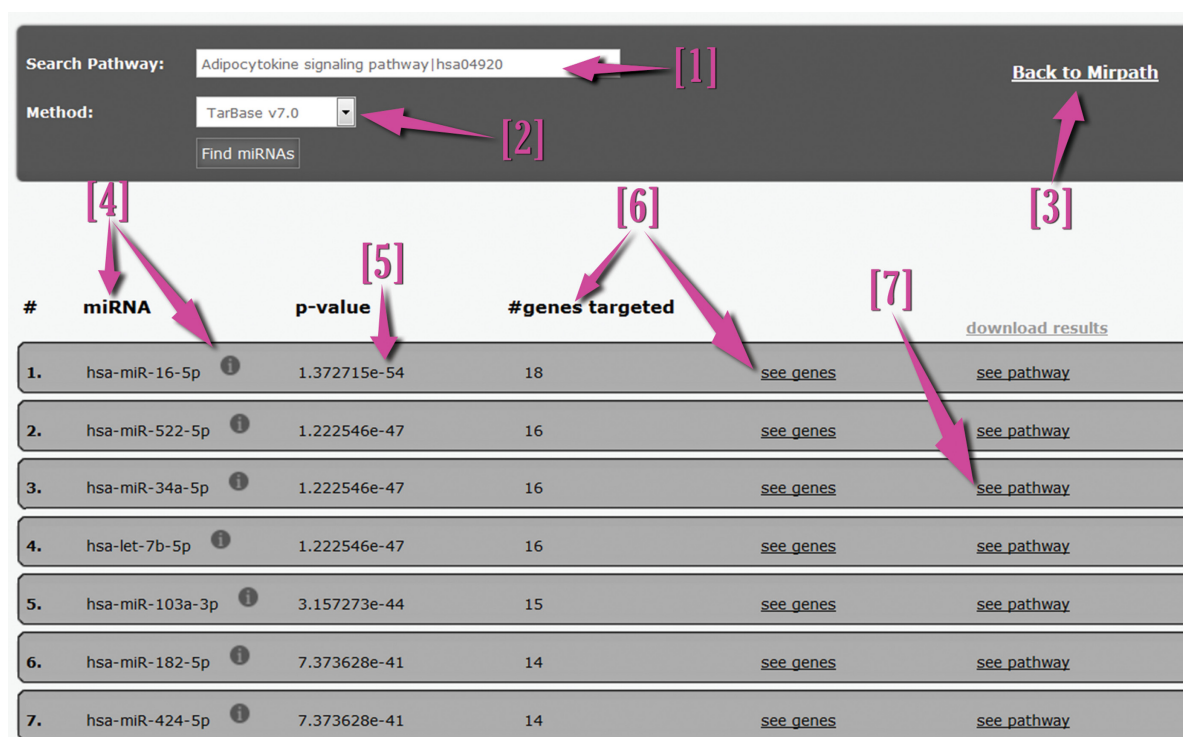 Search Pathway: Adipocytokine signaling pathway|hsa04920 [1] Back to Mirpath
Method: TarBase v7.0 [2]
Find miRNAs
[4] [6] [3]
[5] [7]
# miRNA p-value #genes targeted
download results
1. hsa-miR-16-5p i 1.372715e-54 18 see genes see pathway
2. hsa-miR-522-5p i 1.222546e-47 16 see genes see pathway
3. hsa-miR-34a-5p i 1.222546e-47 16 see genes see pathway
4. hsa-let-7b-5p i 1.222546e-47 16 see genes see pathway
5. hsa-miR-103a-3p i 3.157273e-44 15 see genes see pathway
6. hsa-miR-182-5p i 7.373628e-41 14 see genes see pathway
7. hsa-miR-424-5p i 7.373628e-41 14 see genes see pathway